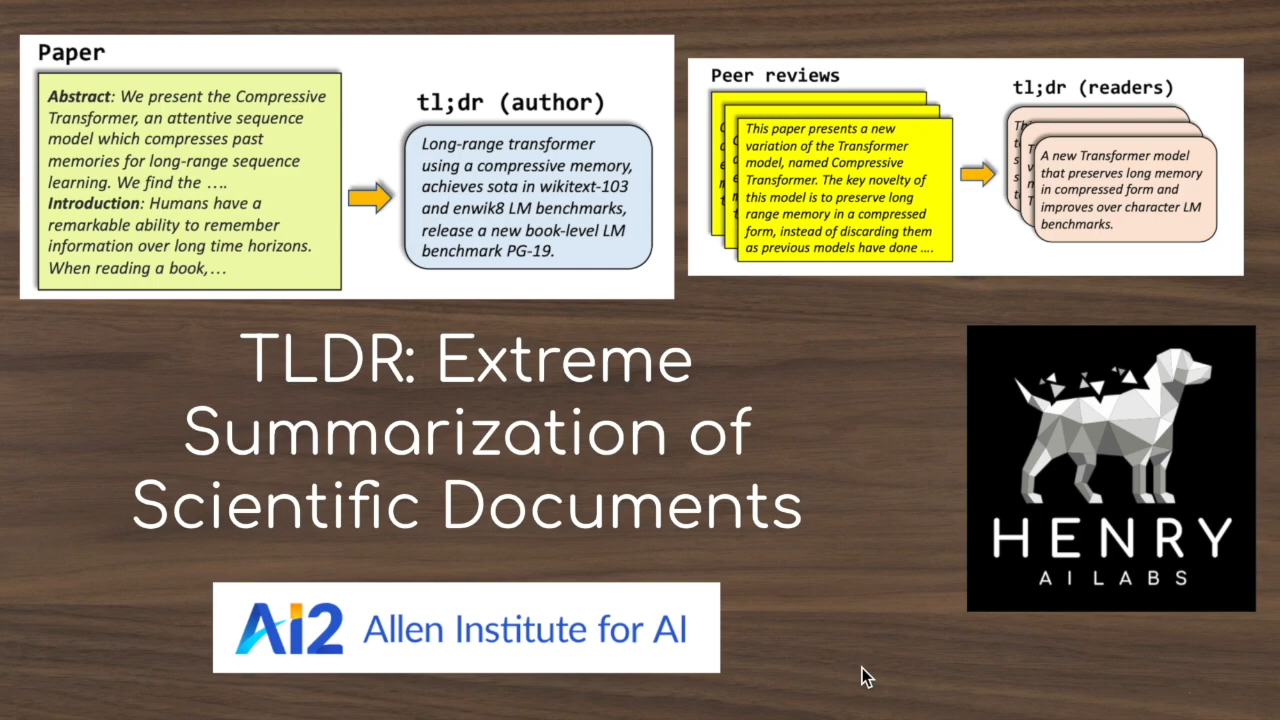 Paper
Abstract: We present the Compressive
Transformer, an attentive sequence
model which compresses past
memories for long-range sequence
learning. We find the ....
Introduction: Humans have a
remarkable ability to remember
information over long time horizons.
When reading a book,...
tl;dr (author)
Long-range transformer
using a compressive memory,
achieves sota in wikitext-103
and enwik8 LM benchmarks,
release a new book-level LM
benchmark PG-19.
Peer reviews
This paper presents a new
variation of the Transformer
model, named Compressive
Transformer. The key novelty of
this model is to preserve long
range memory in a compressed
form, instead of discarding them
as previous models have done ....
tl;dr (readers)
A new Transformer model
that preserves long memory
in compressed form and
improves over character LM
benchmarks.
TLDR: Extreme
Summarization of
Scientific Documents
Ai2 Allen Institute for AI
HENRY
AI LABS